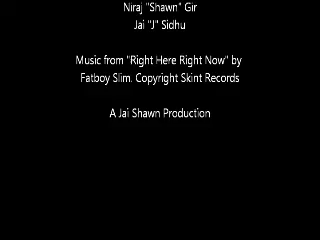 Niraj "Shawn" Gir
Jai "J" Sidhu
Music from "Right Here Right Now" by
Fatboy Slim. Copyright Skint Records
A Jai Shawn Production